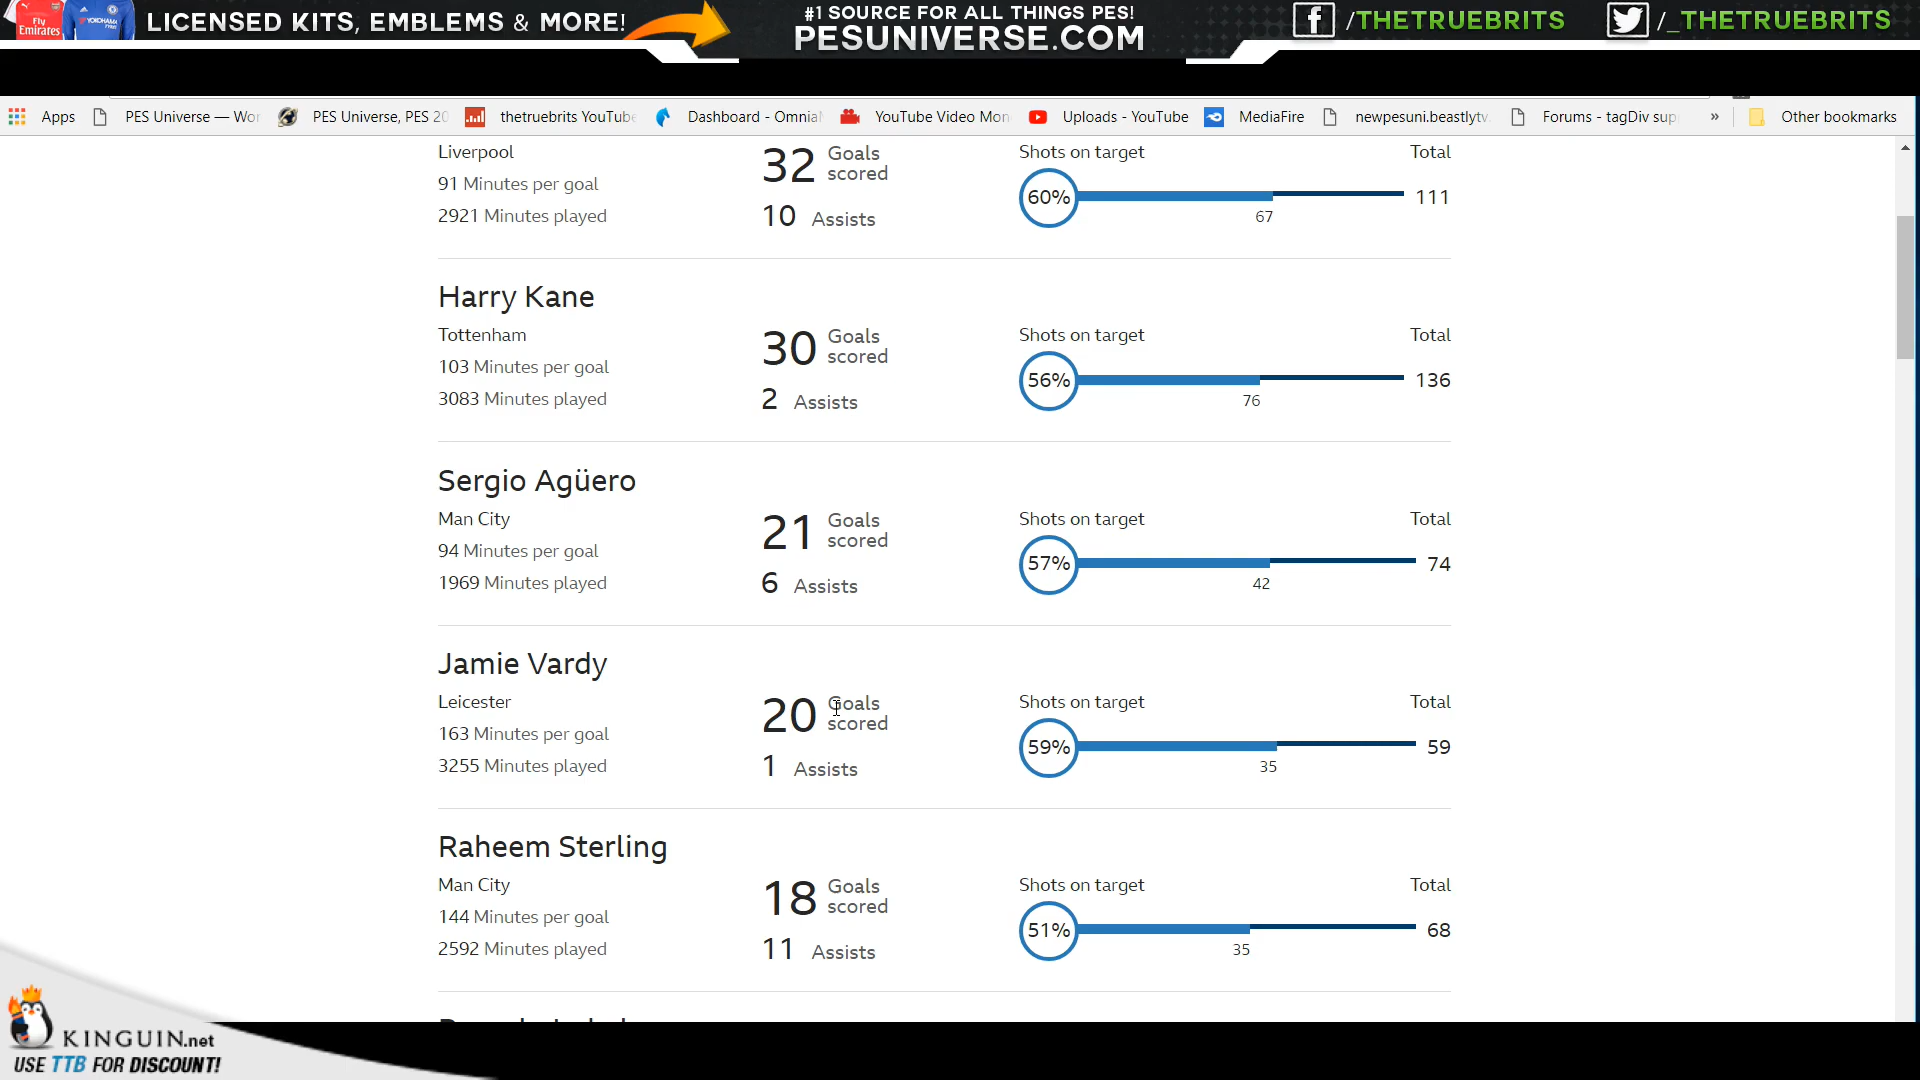 Fly
Emirates
YOKOHAMA
LICENSED KITS, EMBLEMS & MORE!
#1 SOURCE FOR ALL THINGS PES!
PESUNIVERSE.COM
/THETRUEBRITS
/_THETRUEBRITS
Apps
PES Universe — Wor
PES Universe, PES 20
thetruebrits YouTube
Dashboard - Omnia
YouTube Video Mon
Uploads - YouTube
MediaFire
newpesuni.beastlytv.
Forums - tagDiv sup
»
Other bookmarks
Liverpool
91 Minutes per goal
2921 Minutes played
32 Goals scored
10 Assists
Shots on target
Total
60%
67
111
Harry Kane
Tottenham
103 Minutes per goal
3083 Minutes played
30 Goals scored
2 Assists
Shots on target
Total
56%
76
136
Sergio Agüero
Man City
94 Minutes per goal
1969 Minutes played
21 Goals scored
6 Assists
Shots on target
Total
57%
42
74
Jamie Vardy
Leicester
163 Minutes per goal
3255 Minutes played
20 Goals scored
1 Assists
Shots on target
Total
59%
35
59
Raheem Sterling
Man City
144 Minutes per goal
2592 Minutes played
18 Goals scored
11 Assists
Shots on target
Total
51%
35
68
KINGUIN.net
USE TTB FOR DISCOUNT!